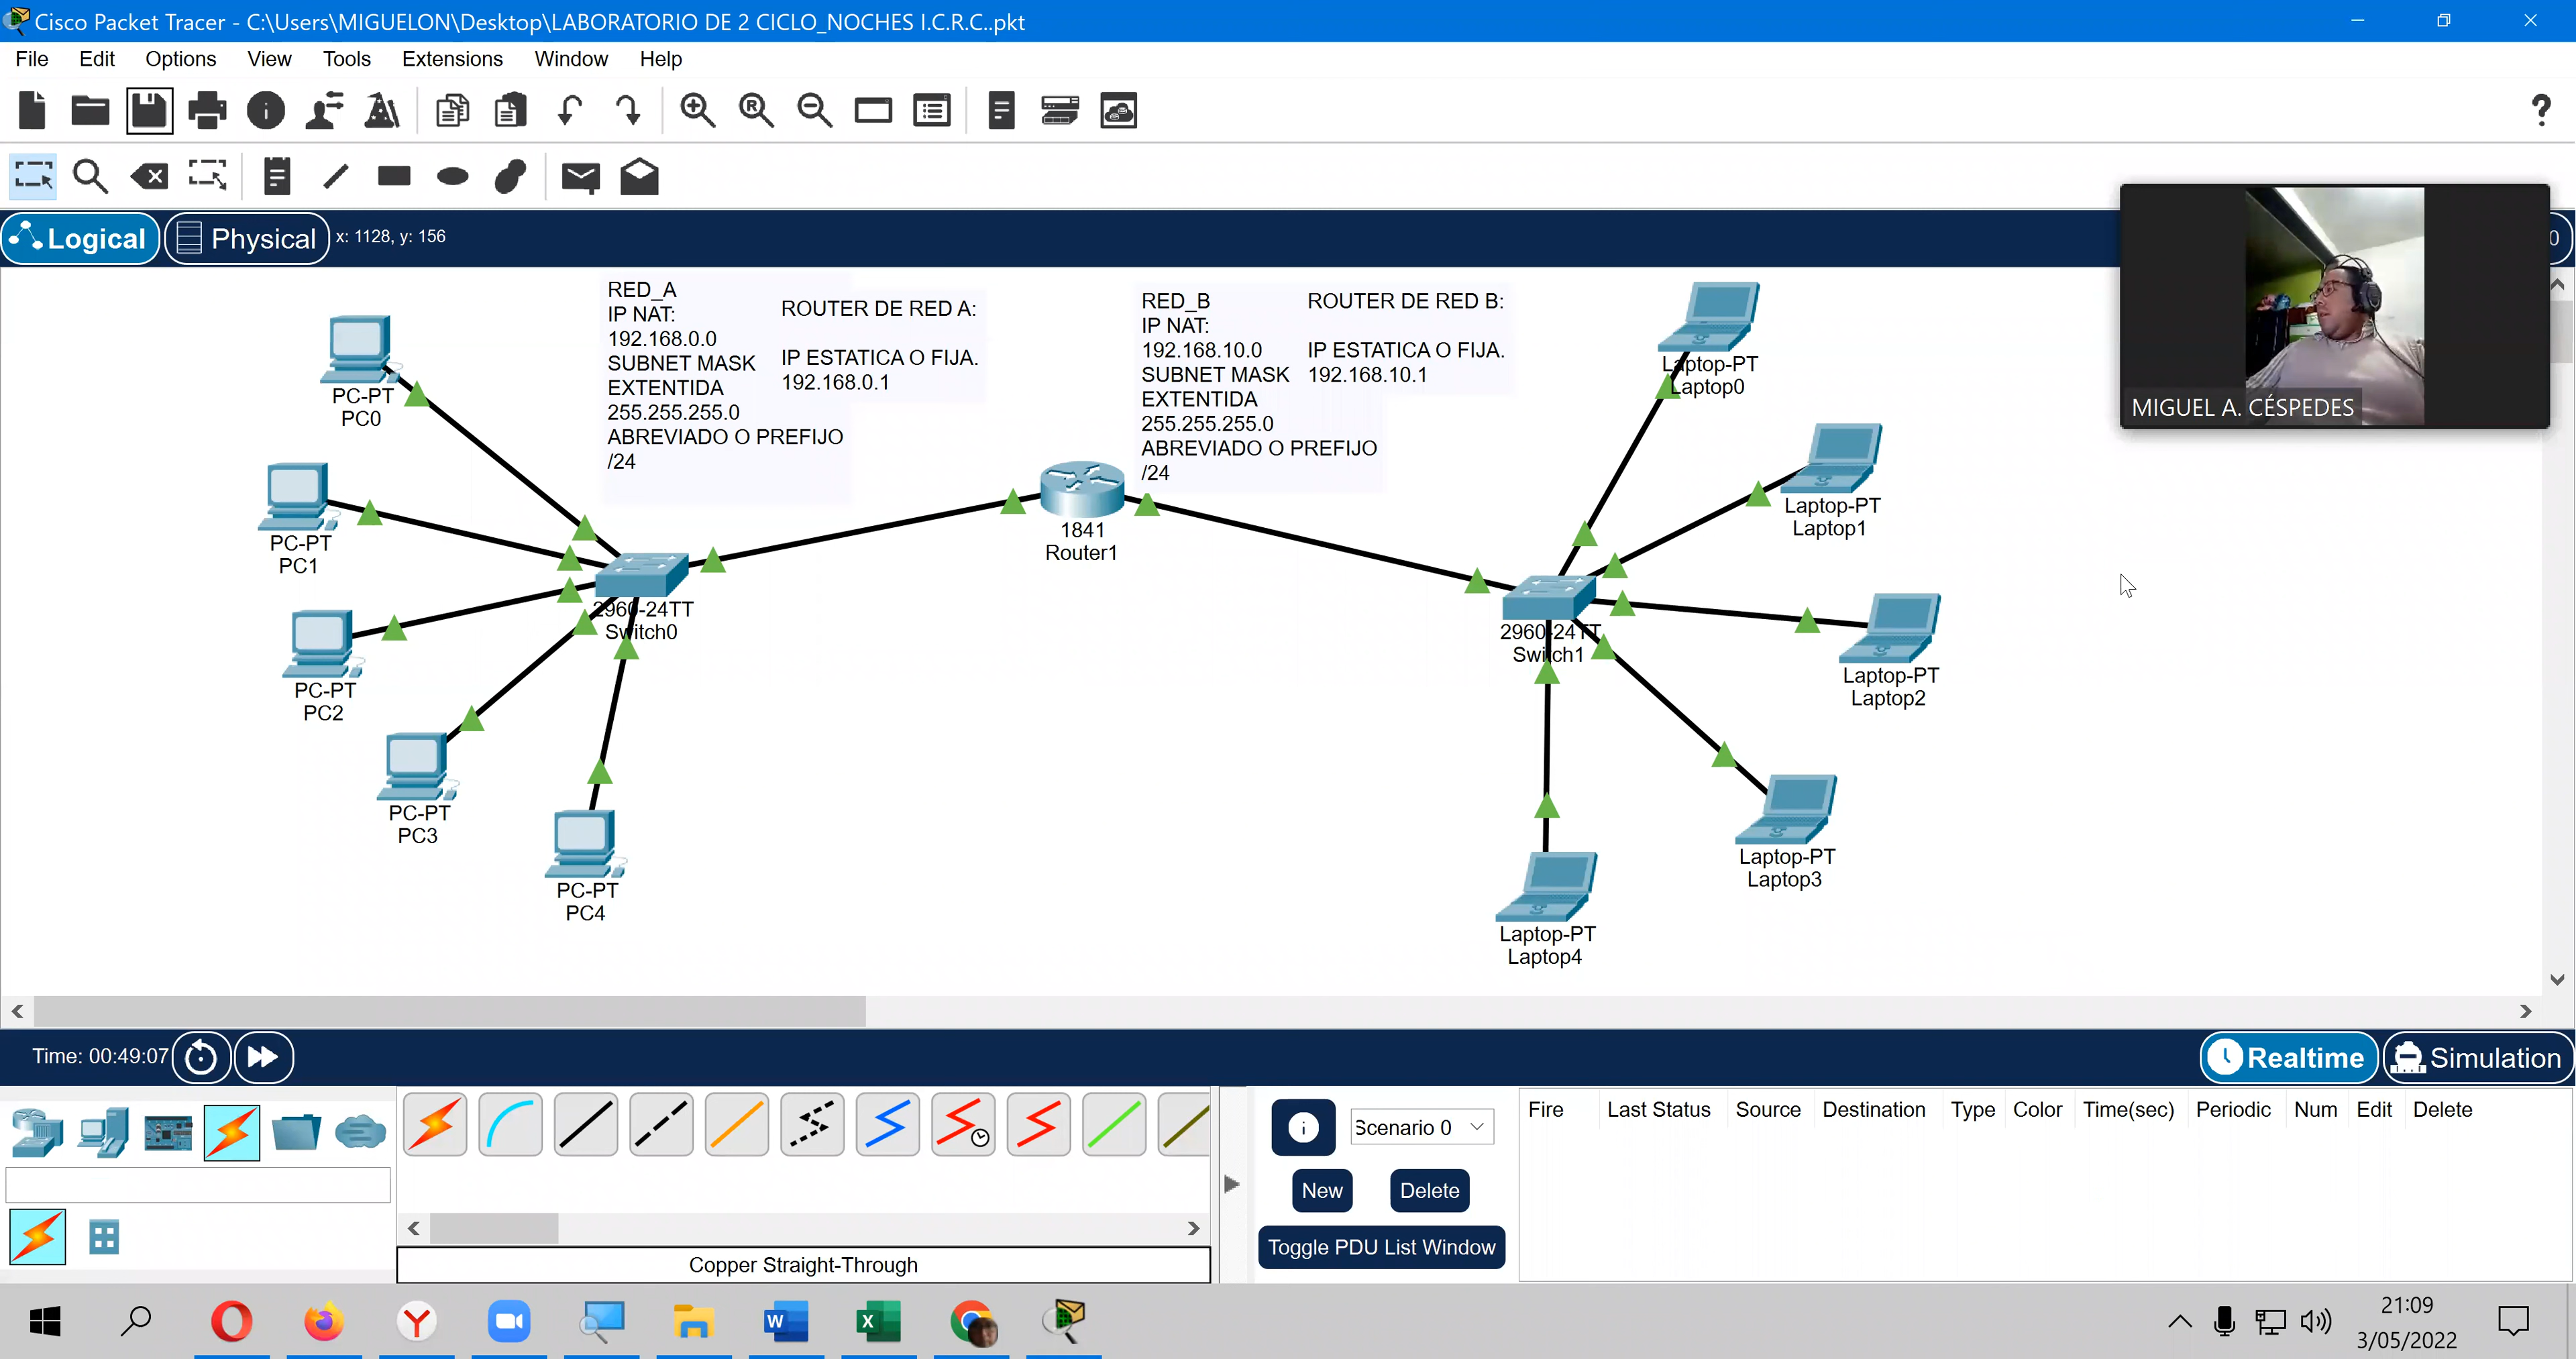 Cisco Packet Tracer - C:\Users\MIGUELON\Desktop\LABORATORIO DE 2 CICLO_NOCHES I.C.R.C..pkt
File Edit Options View Tools Extensions Window Help
Logical Physical x: 1128, y: 156
MIGUEL A. CÉSPEDES
RED_A
IP NAT:
192.168.0.0
SUBNET MASK
EXTENTIDA
255.255.255.0
ABREVIADO O PREFIJO
/24
ROUTER DE RED A:
IP ESTATICA O FIJA.
192.168.0.1
RED_B
IP NAT:
192.168.10.0
SUBNET MASK
EXTENTIDA
255.255.255.0
ABREVIADO O PREFIJO
/24
ROUTER DE RED B:
IP ESTATICA O FIJA.
192.168.10.1
PC-PT
PC0
PC-PT
PC1
PC-PT
PC2
PC-PT
PC3
PC-PT
PC4
2960-24TT
Switch0
1841
Router1
2960-24TT
Switch1
Laptop-PT
Laptop0
Laptop-PT
Laptop1
Laptop-PT
Laptop2
Laptop-PT
Laptop3
Laptop-PT
Laptop4
Time: 00:49:07
Realtime Simulation
Scenario 0
New Delete
Toggle PDU List Window
Fire Last Status Source Destination Type Color Time(sec) Periodic Num Edit Delete
Copper Straight-Through
21:09
3/05/2022